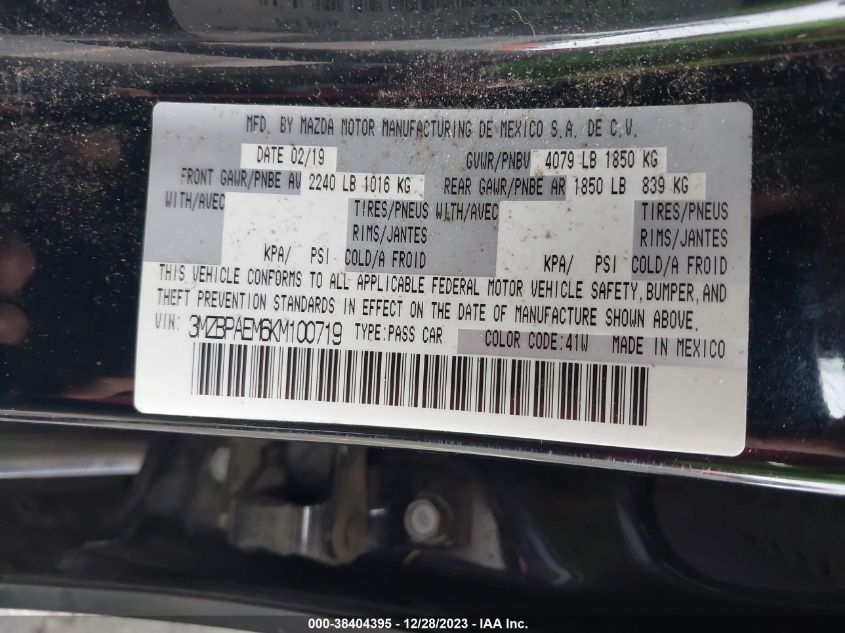 MFD. BY MAZDA MOTOR MANUFACTURING DE MEXICO S.A. DE C.V.
DATE 02/19 GVWR/PNBV 4079 LB 1850 KG
FRONT GAWR/PNBE AV 2240 LB 1016 KG REAR GAWR/PNBE AR 1850 LB 839 KG
WITH/AVEC TIRES/PNEUS WITH/AVEC TIRES/PNEUS
RIMS/JANTES RIMS/JANTES
KPA/ PSI COLD/A FROID KPA/ PSI COLD/A FROID
THIS VEHICLE CONFORMS TO ALL APPLICABLE FEDERAL MOTOR VEHICLE SAFETY, BUMPER, AND
THEFT PREVENTION STANDARDS IN EFFECT ON THE DATE OF MANUFACTURE SHOWN ABOVE.
VIN: 3MZBPAEM6KM100719 TYPE:PASS CAR COLOR CODE:41W MADE IN MEXICO
000-38404395 - 12/28/2023 - IAA Inc.